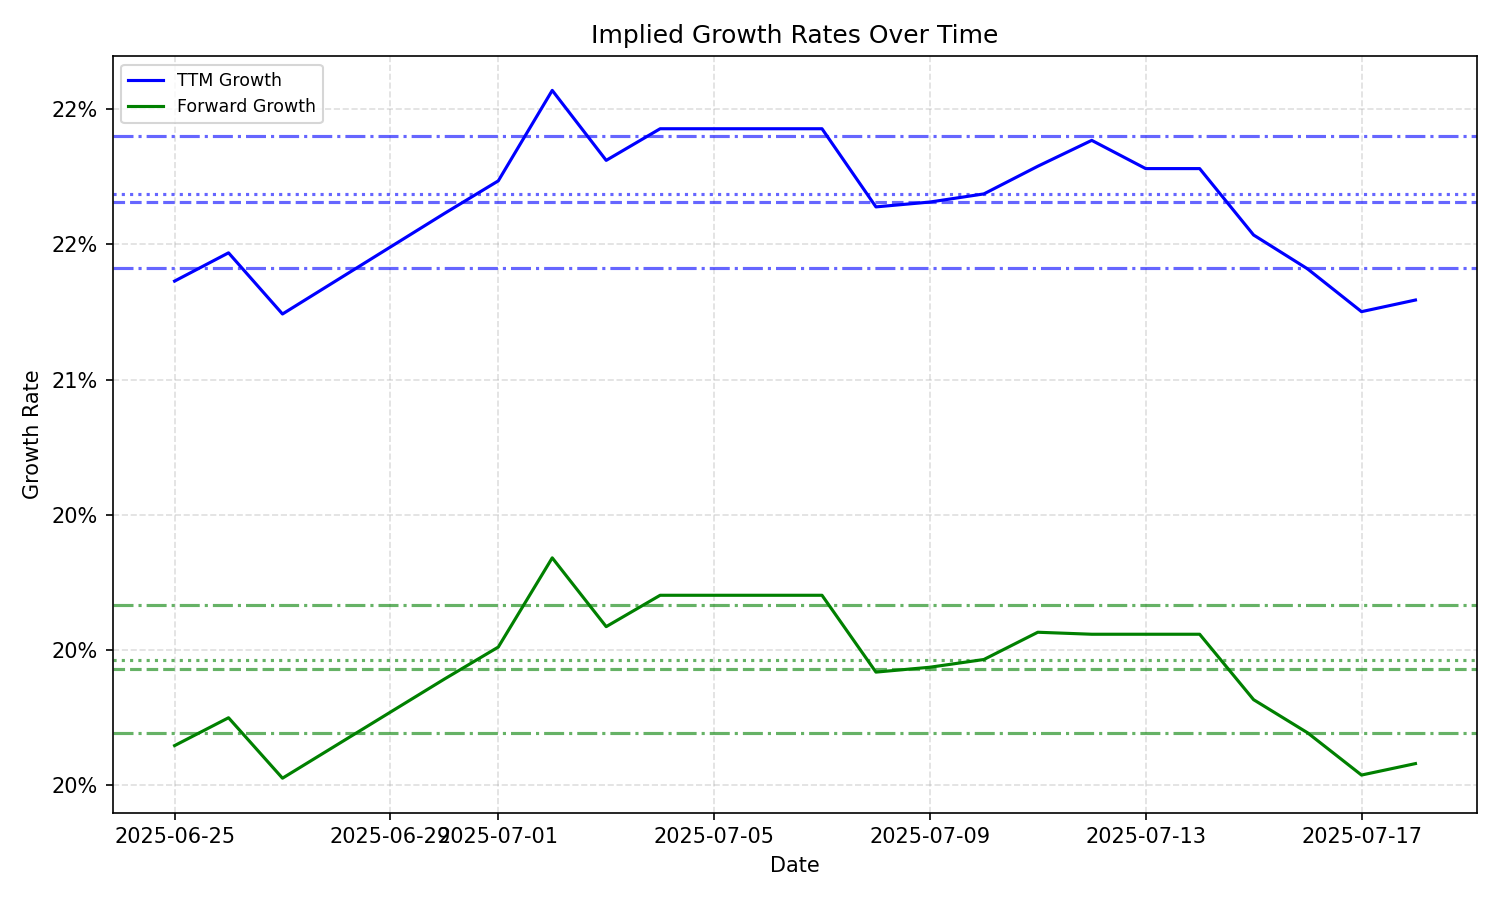 Implied Growth Rates Over Time
TTM Growth
Forward Growth
22%
22%
21%
20%
20%
20%
Growth Rate
2025-06-25
2025-06-29
2025-07-01
2025-07-05
2025-07-09
2025-07-13
2025-07-17
Date